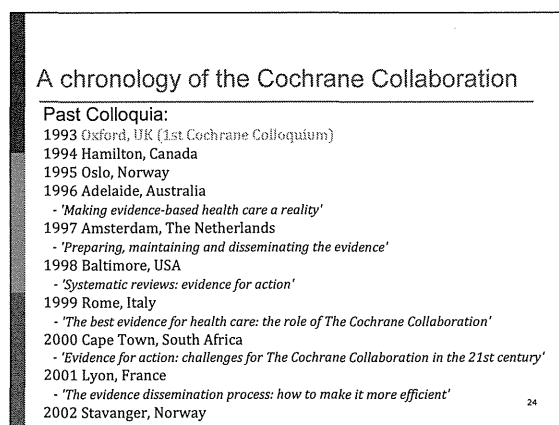 A chronology of the Cochrane Collaboration
Past Colloquia:
1993 Oxford, UK (1st Cochrane Colloquium)
1994 Hamilton, Canada
1995 Oslo, Norway
1996 Adelaide, Australia
- 'Making evidence-based health care a reality'
1997 Amsterdam, The Netherlands
- 'Preparing, maintaining and disseminating the evidence'
1998 Baltimore, USA
- 'Systematic reviews: evidence for action'
1999 Rome, Italy
- 'The best evidence for health care: the role of The Cochrane Collaboration'
2000 Cape Town, South Africa
- 'Evidence for action: challenges for The Cochrane Collaboration in the 21st century'
2001 Lyon, France
- 'The evidence dissemination process: how to make it more efficient'
2002 Stavanger, Norway
24